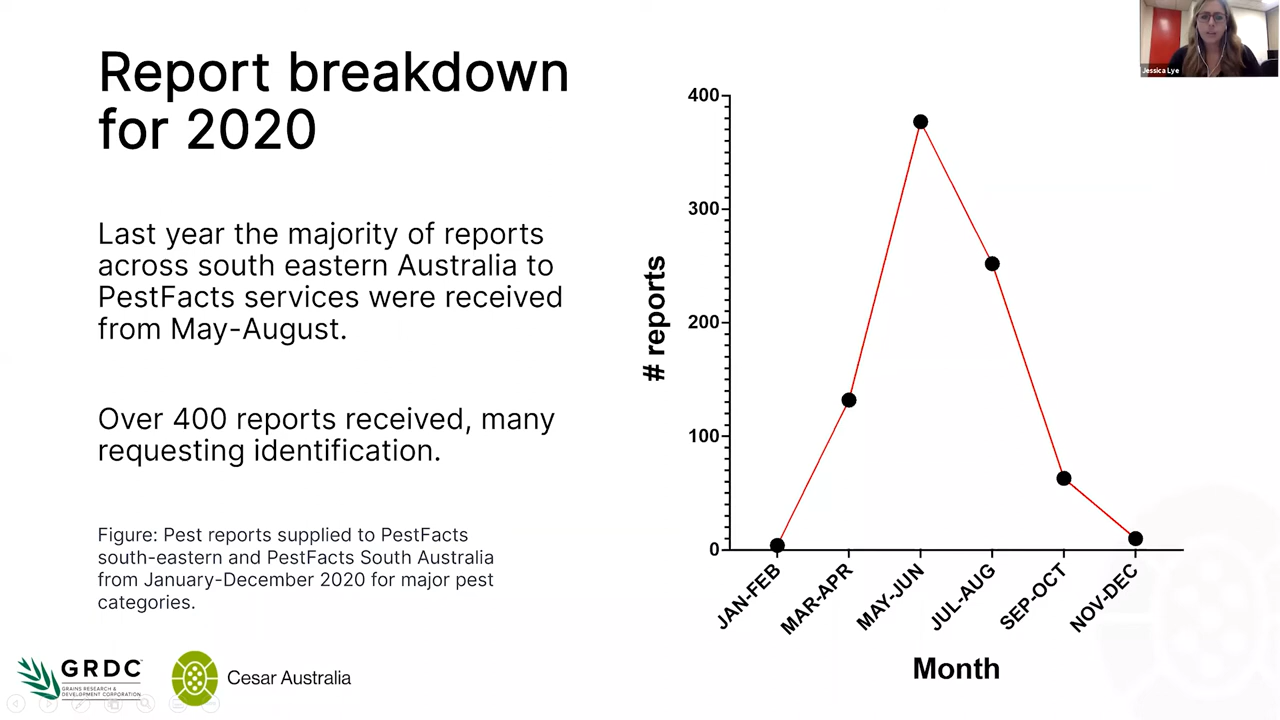 Report breakdown
for 2020
Last year the majority of reports
across south eastern Australia to
PestFacts services were received
from May-August.
Over 400 reports received, many
requesting identification.
Figure: Pest reports supplied to PestFacts
south-eastern and PestFacts South Australia
from January-December 2020 for major pest
categories.
GRDC
GRAINS RESEARCH &
DEVELOPMENT CORPORATION
Cesar Australia
Jessica Lye
# reports
400
300
200
100
0
JAN-FEB
MAR-APR
MAY-JUN
JUL-AUG
SEP-OCT
NOV-DEC
Month